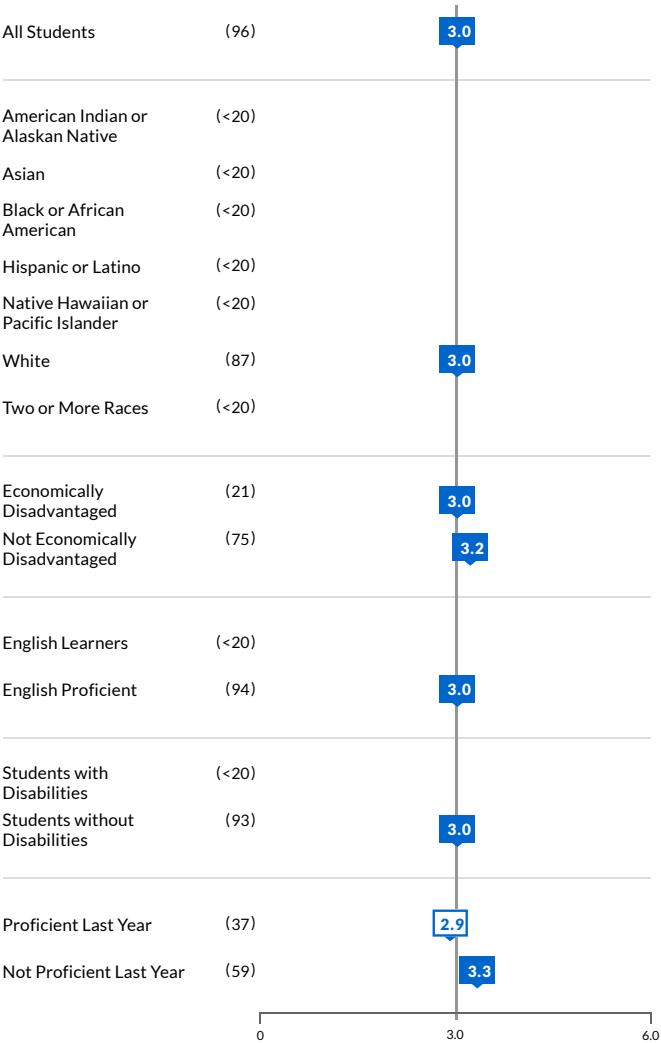 All Students (96) 3.0
American Indian or
Alaskan Native (<20)
Asian (<20)
Black or African
American (<20)
Hispanic or Latino (<20)
Native Hawaiian or
Pacific Islander (<20)
White (87) 3.0
Two or More Races (<20)
Economically
Disadvantaged (21) 3.0
Not Economically
Disadvantaged (75) 3.2
English Learners (<20)
English Proficient (94) 3.0
Students with
Disabilities (<20)
Students without
Disabilities (93) 3.0
Proficient Last Year (37) 2.9
Not Proficient Last Year (59) 3.3
0 3.0 6.0